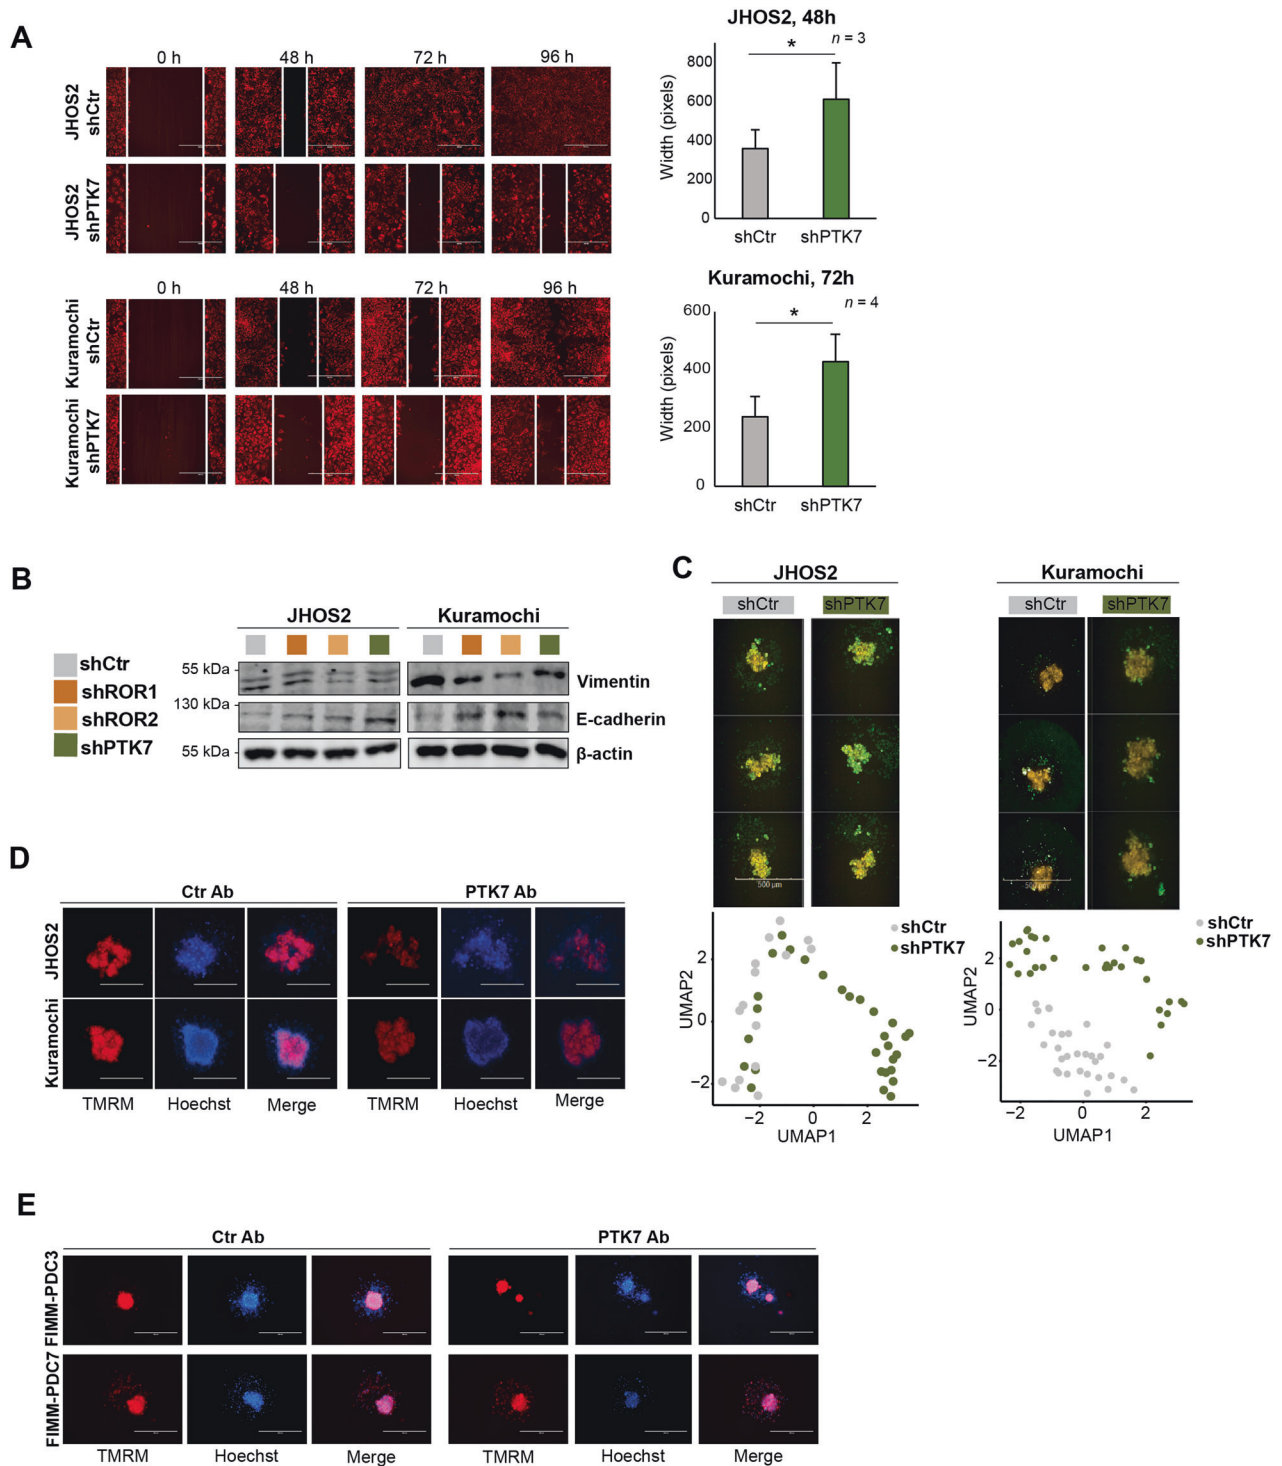 A
0 h 48 h 72 h 96 h
JHOS2
shCtr
JHOS2
shPTK7
0 h 48 h 72 h 96 h
Kuramochi
shCtr
Kuramochi
shPTK7
JHOS2, 48h
n = 3
*
Width (pixels)
800
600
400
200
0
shCtr shPTK7
Kuramochi, 72h
n = 4
*
Width (pixels)
600
400
200
0
shCtr shPTK7
B
shCtr
shROR1
shROR2
shPTK7
JHOS2 Kuramochi
55 kDa
130 kDa
55 kDa
Vimentin
E-cadherin
β-actin
C
JHOS2
shCtr shPTK7
500 µm
Kuramochi
shCtr shPTK7
shCtr
shPTK7
UMAP2
2
0
−2
−2 0 2
UMAP1
shCtr
shPTK7
UMAP2
2
0
−2
−2 0 2
UMAP1
D
Ctr Ab PTK7 Ab
JHOS2
Kuramochi
TMRM Hoechst Merge TMRM Hoechst Merge
E
Ctr Ab PTK7 Ab
FIMM-PDC3
FIMM-PDC7
TMRM Hoechst Merge TMRM Hoechst Merge